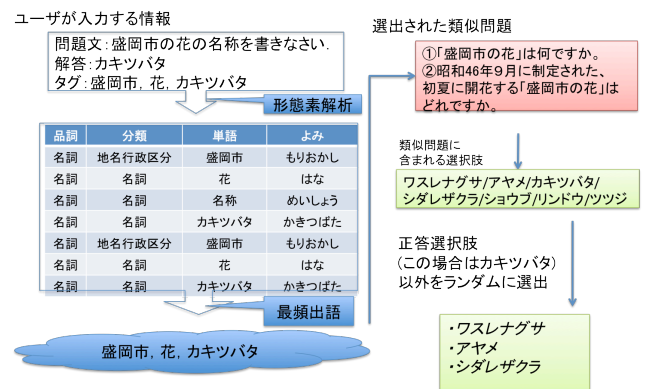 ユーザが入力する情報
問題文：盛岡市の花の名称を書きなさい．
解答：カキツバタ
タグ：盛岡市，花，カキツバタ
形態素解析
品詞 分類 単語 よみ
名詞 地名行政区分 盛岡市 もりおかし
名詞 名詞 花 はな
名詞 名詞 名称 めいしょう
名詞 名詞 カキツバタ かきつばた
名詞 地名行政区分 盛岡市 もりおかし
名詞 名詞 花 はな
名詞 名詞 カキツバタ かきつばた
最頻出語
盛岡市，花，カキツバタ
選出された類似問題
①「盛岡市の花」は何ですか。
②昭和46年９月に制定された、
初夏に開花する「盛岡市の花」は
どれですか。
類似問題に
含まれる選択肢
ワスレナグサ/アヤメ/カキツバタ/
シダレザクラ/ショウブ/リンドウ/ツツジ
正答選択肢
（この場合はカキツバタ）
以外をランダムに選出
・ワスレナグサ
・アヤメ
・シダレザクラ